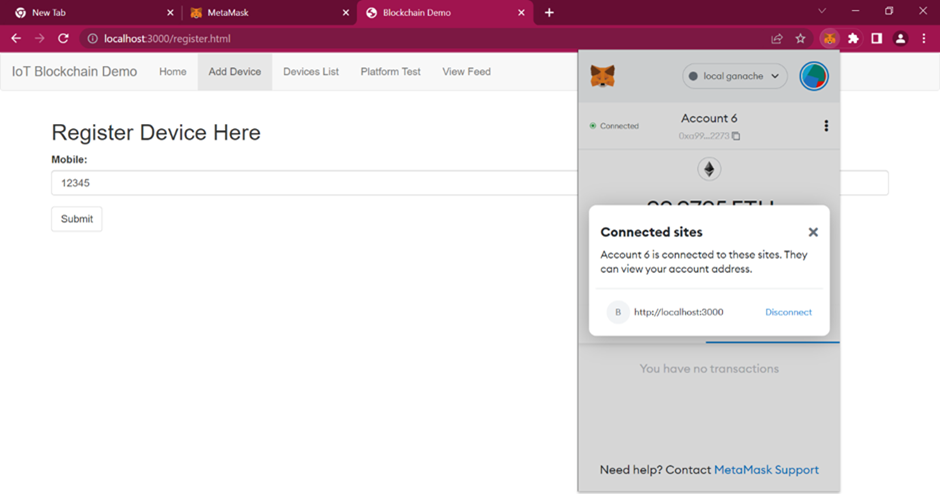 New Tab
MetaMask
Blockchain Demo
localhost:3000/register.html
IoT Blockchain Demo
Home
Add Device
Devices List
Platform Test
View Feed
Register Device Here
Mobile:
12345
Submit
local ganache
Connected
Account 6
0xa99...2273
Connected sites
Account 6 is connected to these sites. They
can view your account address.
B
http://localhost:3000
Disconnect
You have no transactions
Need help? Contact MetaMask Support